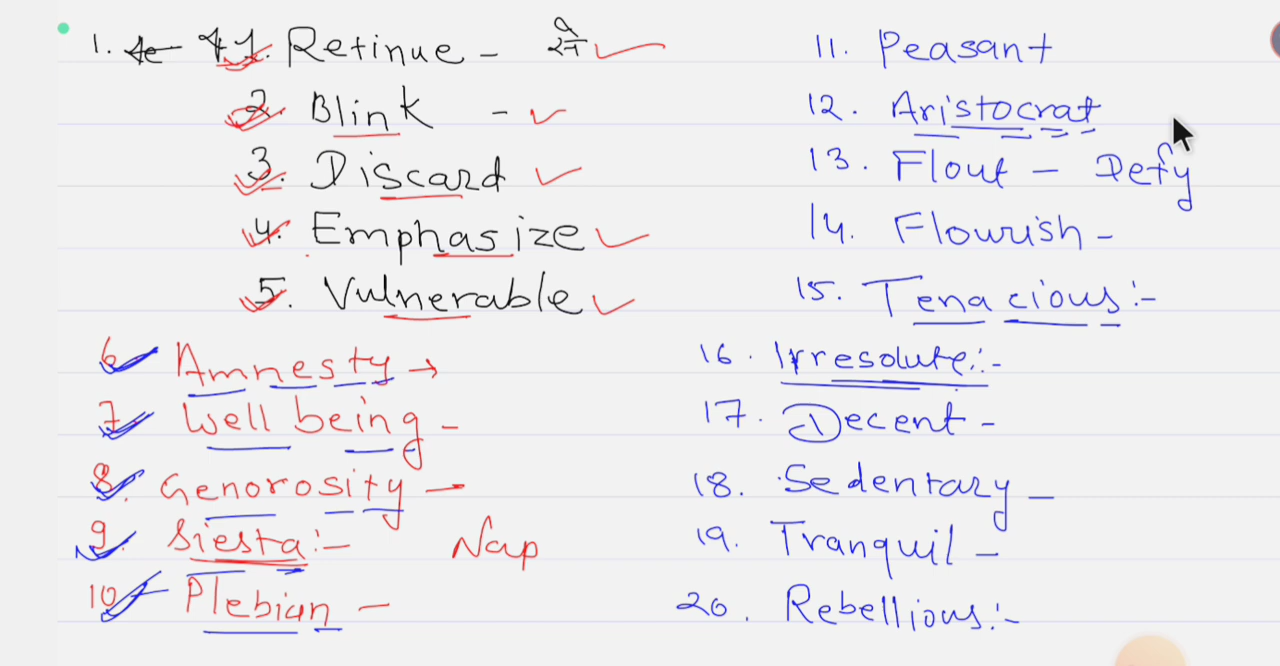 1. Retinue -
2. Blink -
3. Discard
4. Emphasize
5. Vulnerable
6. Amnesty →
7. Well being -
8. Genorosity -
9. Siesta :- Nap
10. Plebian -
11. Peasant
12. Aristocrat
13. Flout - Defy
14. Flourish -
15. Tenacious :-
16. Irresolute :-
17. Decent -
18. Sedentary -
19. Tranquil -
20. Rebellious :-